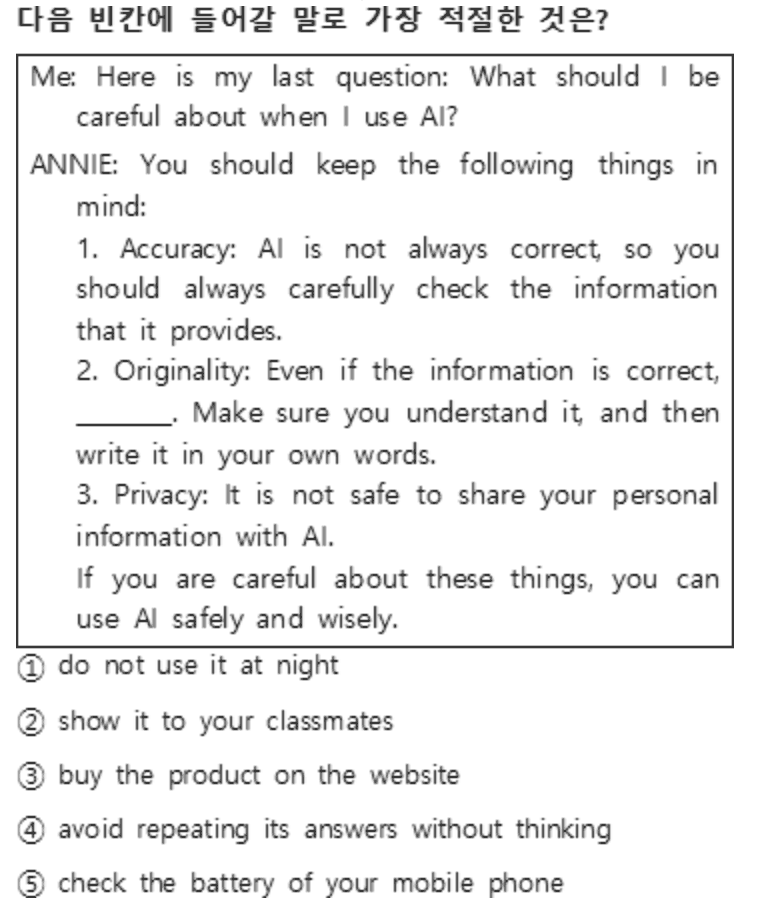 다음 빈칸에 들어갈 말로 가장 적절한 것은?
Me: Here is my last question: What should I be
careful about when I use AI?
ANNIE: You should keep the following things in
mind:
1. Accuracy: AI is not always correct, so you
should always carefully check the information
that it provides.
2. Originality: Even if the information is correct,
______. Make sure you understand it, and then
write it in your own words.
3. Privacy: It is not safe to share your personal
information with AI.
If you are careful about these things, you can
use AI safely and wisely.
① do not use it at night
② show it to your classmates
③ buy the product on the website
④ avoid repeating its answers without thinking
⑤ check the battery of your mobile phone